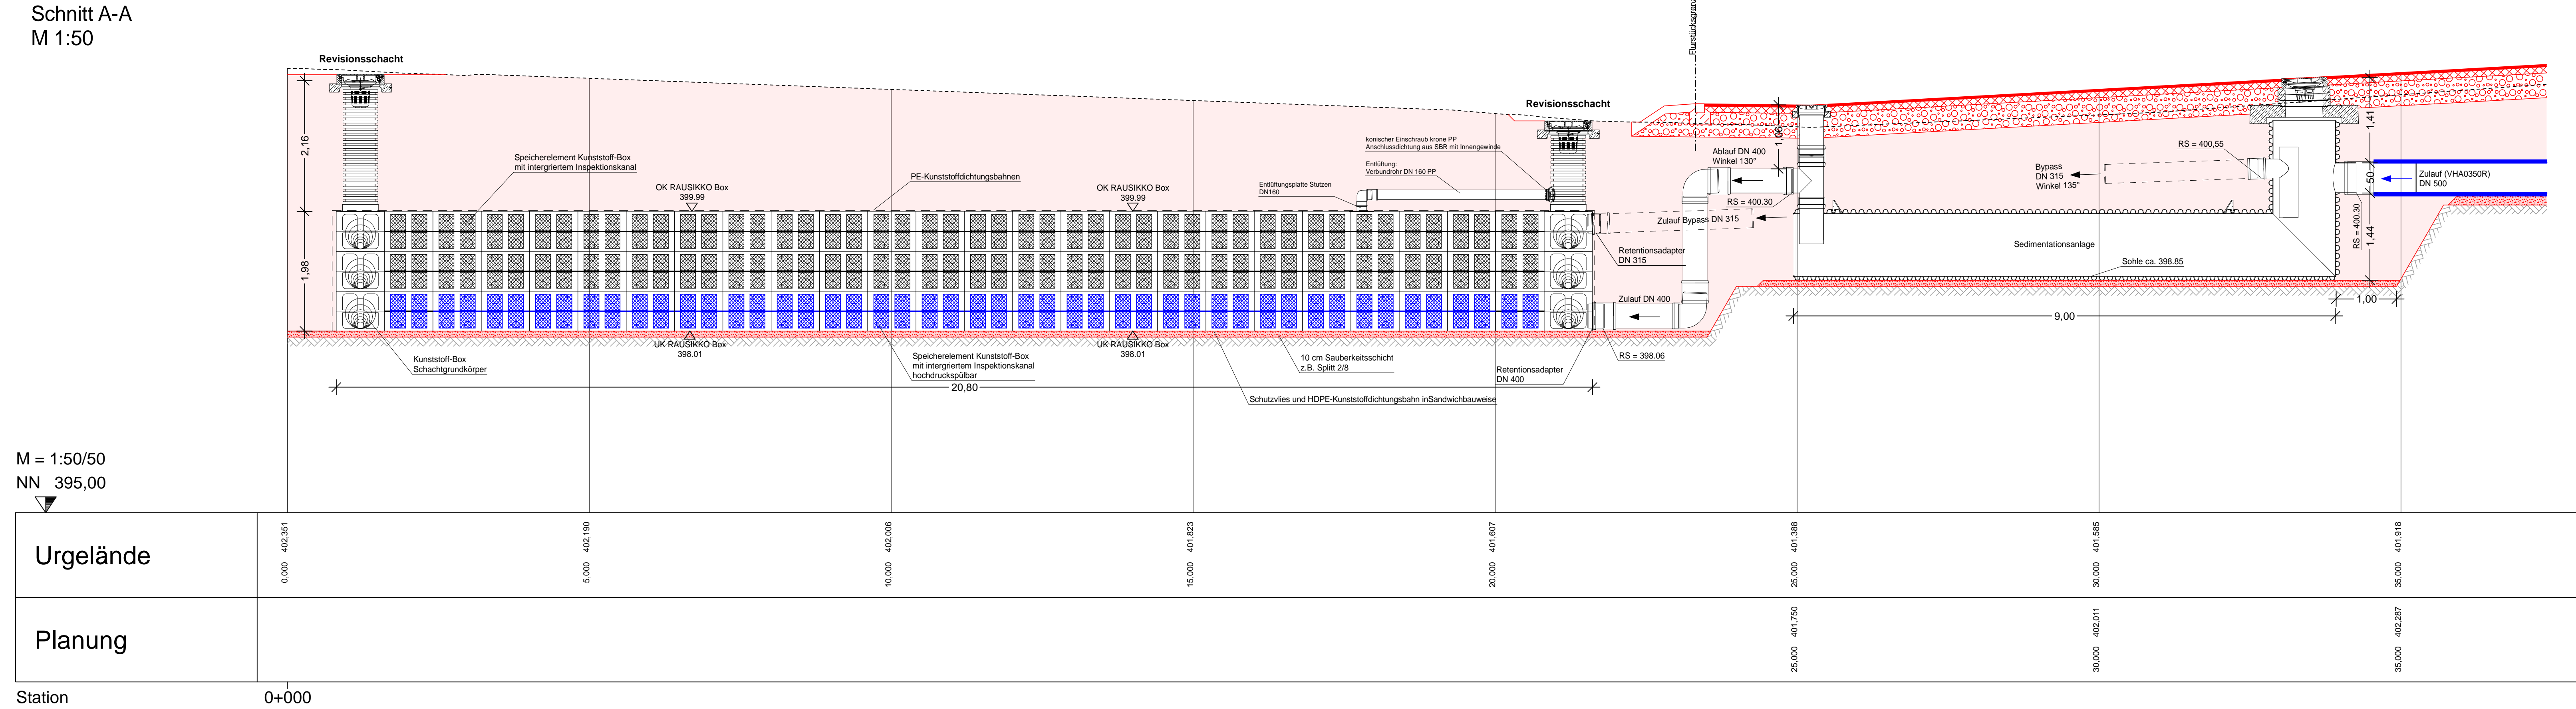 Schnitt A-A
M 1:50
Revisionsschacht
2,16
1,98
Speicherelement Kunststoff-Box
mit intergriertem Inspektionskanal
OK RAUSIKKO Box
399.99
PE-Kunststoffdichtungsbahnen
OK RAUSIKKO Box
399.99
Entlüftungsplatte Stutzen
DN160
konischer Einschraub krone PP
Anschlussdichtung aus SBR mit Innengewinde
Entlüftung:
Verbundrohr DN 160 PP
Revisionsschacht
Flurstücksgrenz
Ablauf DN 400
Winkel 130°
RS = 400.30
Zulauf Bypass DN 315
Retentionsadapter
DN 315
Zulauf DN 400
RS = 398.06
Retentionsadapter
DN 400
Bypass
DN 315
Winkel 135°
RS = 400,55
1,41
50
1,44
RS = 400.30
Zulauf (VHA0350R)
DN 500
Sedimentationsanlage
Sohle ca. 398.85
1,00
9,00
Kunststoff-Box
Schachtgrundkörper
UK RAUSIKKO Box
398.01
Speicherelement Kunststoff-Box
mit intergriertem Inspektionskanal
hochdruckspülbar
UK RAUSIKKO Box
398.01
10 cm Sauberkeitsschicht
z.B. Splitt 2/8
Schutzvlies und HDPE-Kunststoffdichtungsbahn inSandwichbauweise
20,80
M = 1:50/50
NN 395,00
Urgelände
0,000 402,351
5,000 402,190
10,000 402,006
15,000 401,823
20,000 401,607
25,000 401,388
30,000 401,585
35,000 401,918
Planung
25,000 401,750
30,000 402,011
35,000 402,287
Station
0+000